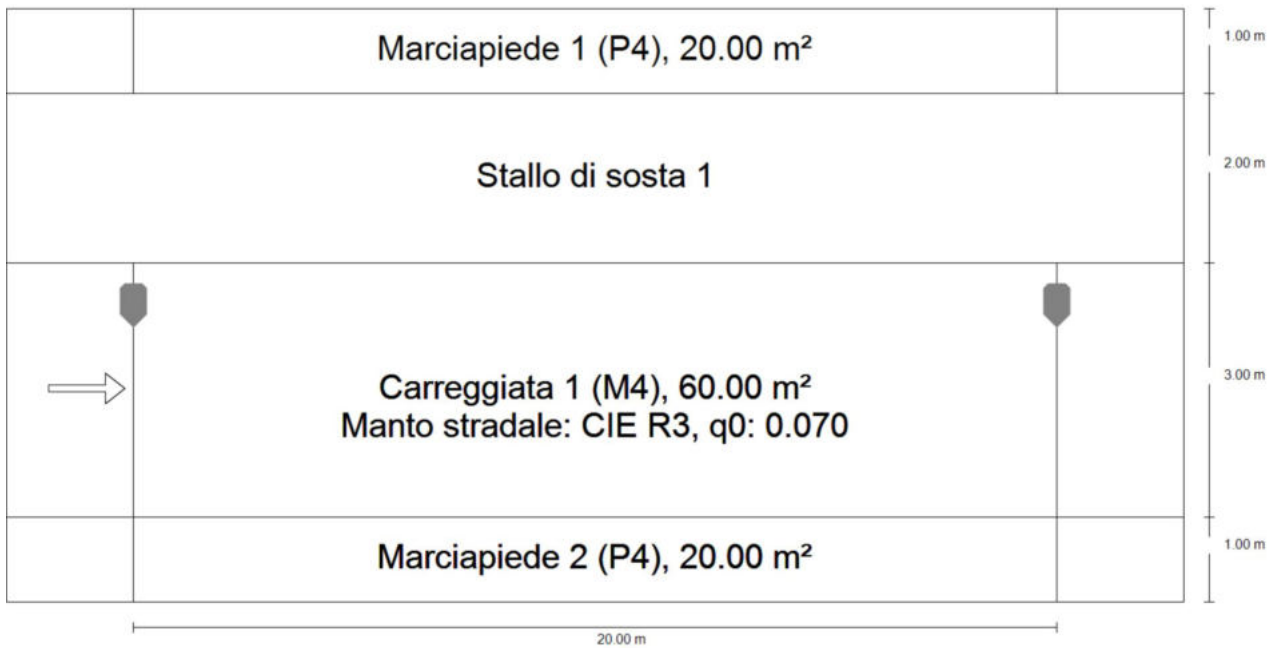 Marciapiede 1 (P4), 20.00 m²
1.00 m
Stallo di sosta 1
2.00 m
Carreggiata 1 (M4), 60.00 m²
Manto stradale: CIE R3, q0: 0.070
3.00 m
Marciapiede 2 (P4), 20.00 m²
1.00 m
20.00 m